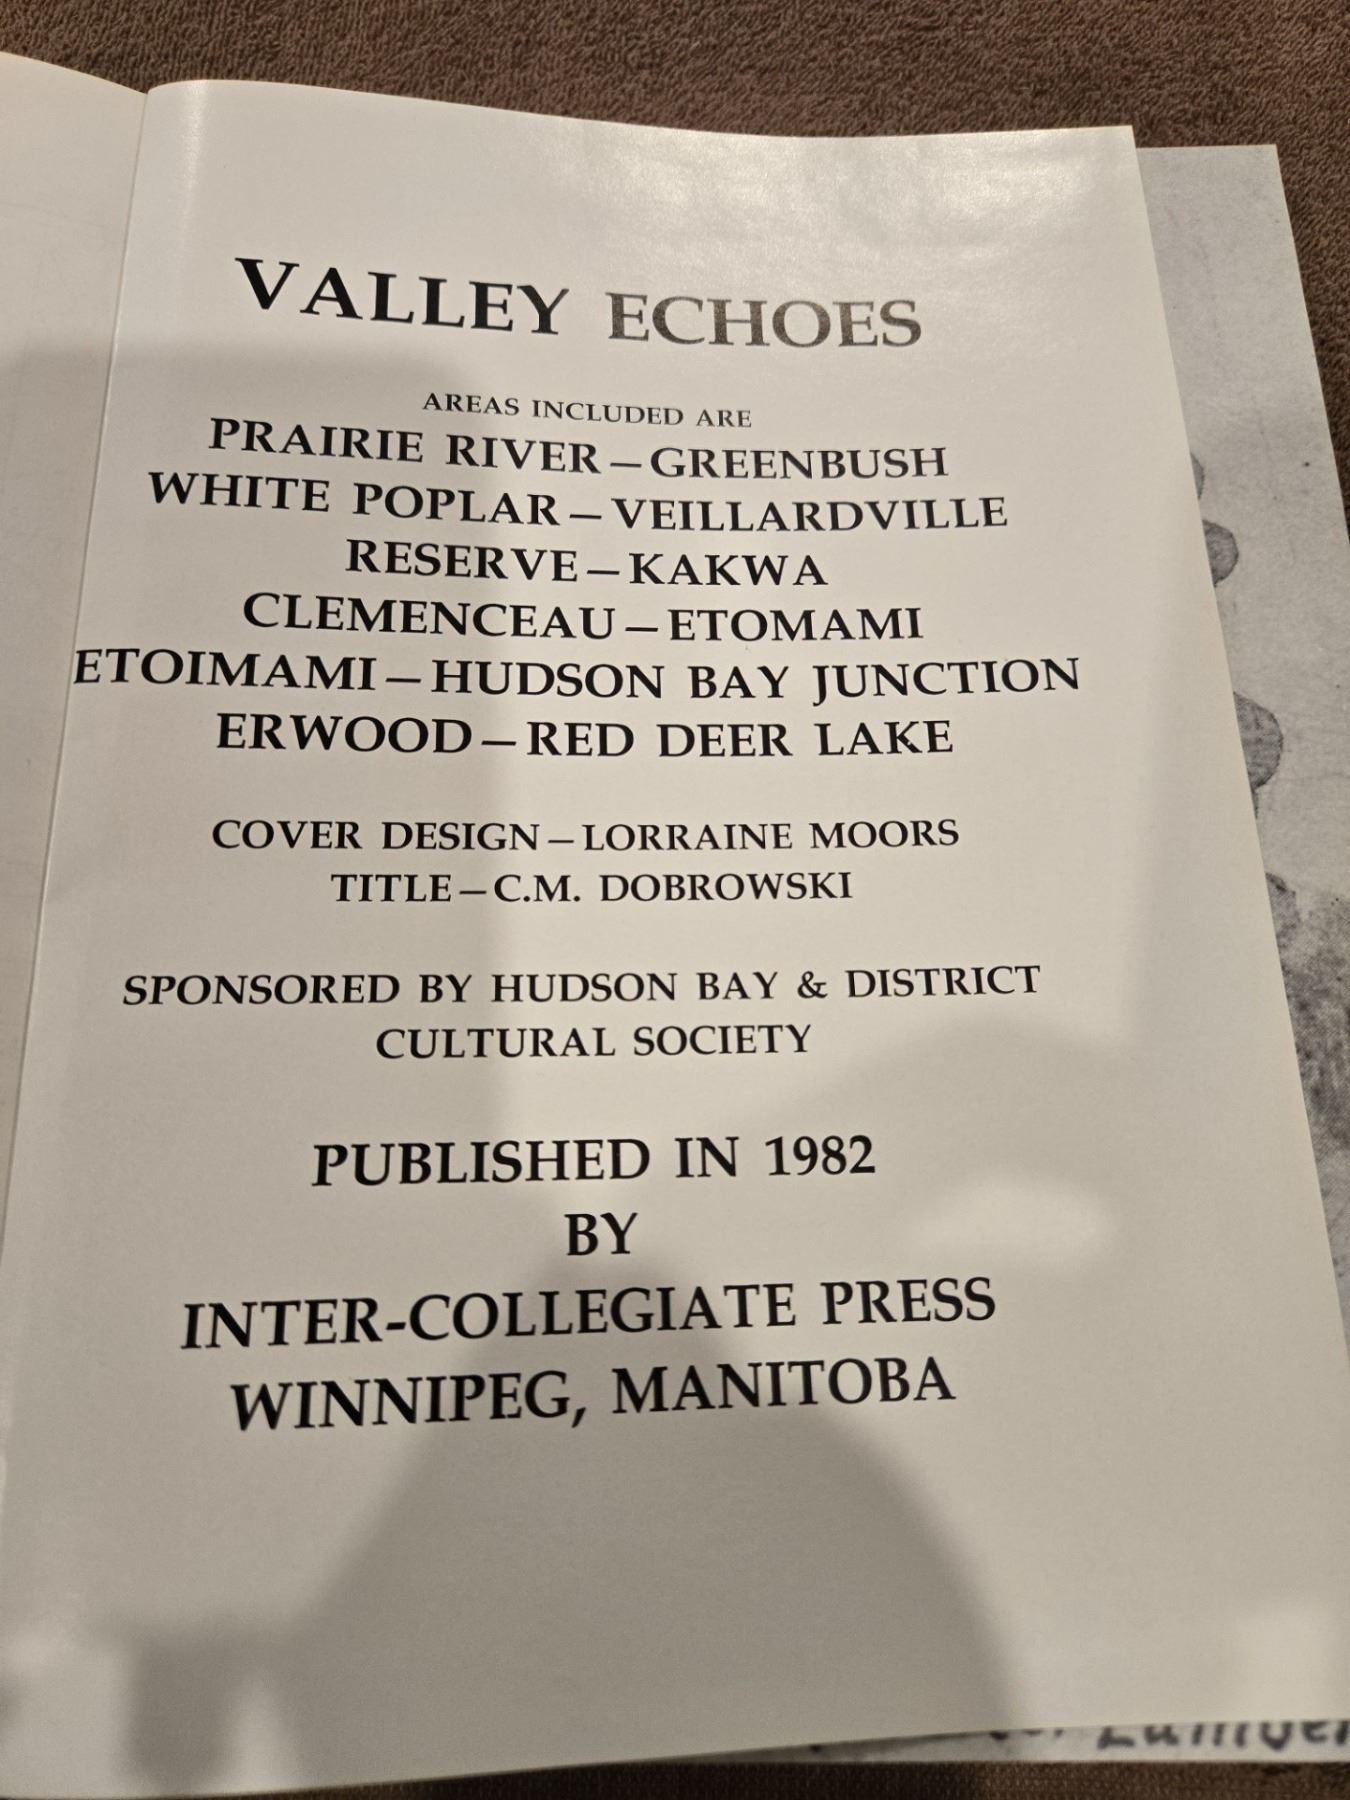 VALLEY ECHOES
AREAS INCLUDED ARE
PRAIRIE RIVER – GREENBUSH
WHITE POPLAR – VEILLARDVILLE
RESERVE – KAKWA
CLEMENCEAU – ETOMAMI
ETOIMAMI – HUDSON BAY JUNCTION
ERWOOD – RED DEER LAKE
COVER DESIGN – LORRAINE MOORS
TITLE – C.M. DOBROWSKI
SPONSORED BY HUDSON BAY & DISTRICT
CULTURAL SOCIETY
PUBLISHED IN 1982
BY
INTER-COLLEGIATE PRESS
WINNIPEG, MANITOBA